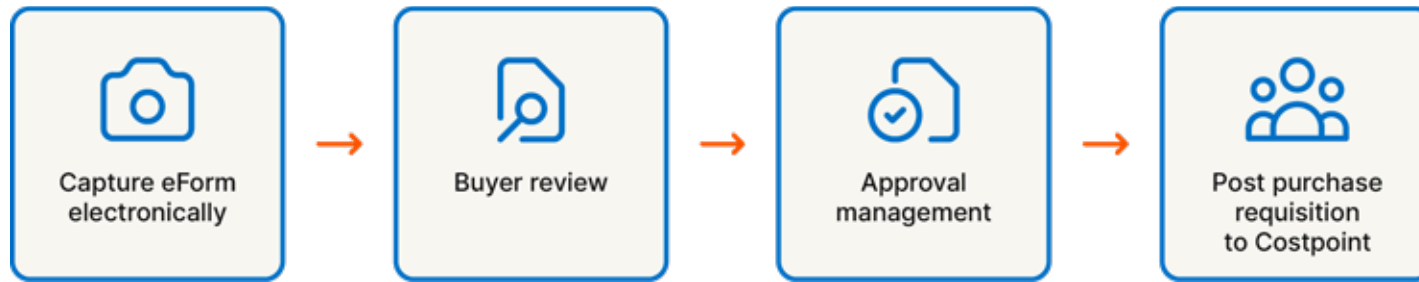 Capture eForm
electronically
Buyer review
Approval
management
Post purchase
requisition
to Costpoint